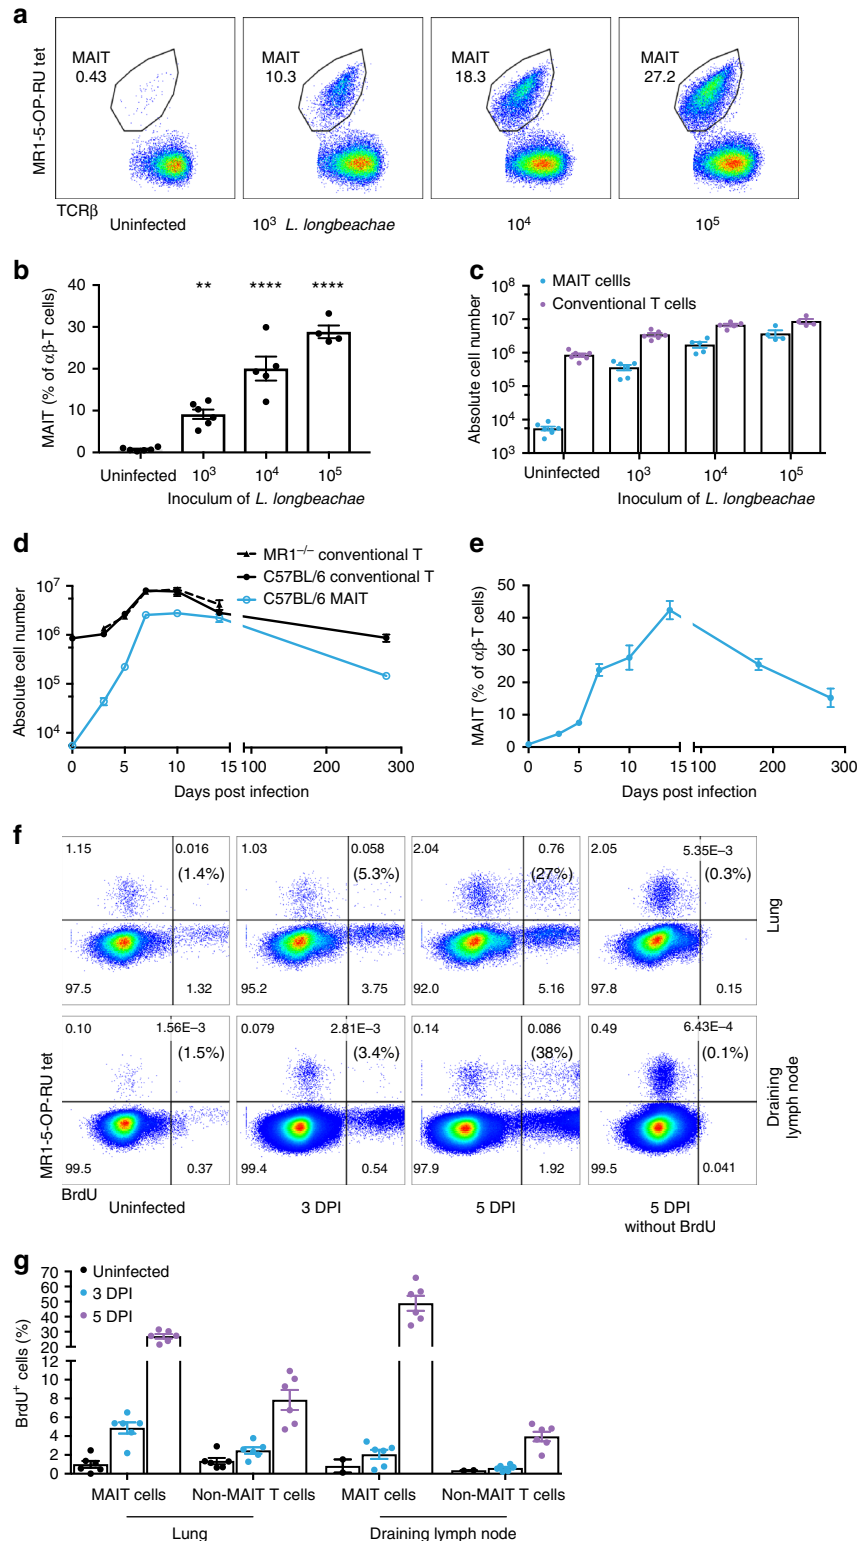 a
MR1-5-OP-RU tet
MAIT
0.43
MAIT
10.3
MAIT
18.3
MAIT
27.2
TCRβ
Uninfected
10³ L. longbeachae
10⁴
10⁵
b
MAIT (% of αβ-T cells)
40
30
20
10
0
**
****
****
Uninfected
10³
10⁴
10⁵
Inoculum of L. longbeachae
c
MAIT cellls
Conventional T cells
Absolute cell number
10⁸
10⁷
10⁶
10⁵
10⁴
10³
Uninfected
10³
10⁴
10⁵
Inoculum of L. longbeachae
d
MR1⁻/⁻ conventional T
C57BL/6 conventional T
C57BL/6 MAIT
Absolute cell number
10⁷
10⁶
10⁵
10⁴
0 5 10 15 100 200 300
Days post infection
e
MAIT (% of αβ-T cells)
50
40
30
20
10
0
0 5 10 15 100 200 300
Days post infection
f
1.15 0.016
(1.4%)
97.5 1.32
1.03 0.058
(5.3%)
95.2 3.75
2.04 0.76
(27%)
92.0 5.16
2.05 5.35E–3
(0.3%)
97.8 0.15
Lung
0.10 1.56E–3
(1.5%)
99.5 0.37
0.079 2.81E–3
(3.4%)
99.4 0.54
0.14 0.086
(38%)
97.9 1.92
0.49 6.43E–4
(0.1%)
99.5 0.041
Draining
lymph node
MR1-5-OP-RU tet
BrdU
Uninfected
3 DPI
5 DPI
5 DPI
without BrdU
g
Uninfected
3 DPI
5 DPI
BrdU⁺ cells (%)
70
60
50
40
30
20
12
10
8
6
4
2
0
MAIT cells
Non-MAIT T cells
MAIT cells
Non-MAIT T cells
Lung
Draining lymph node